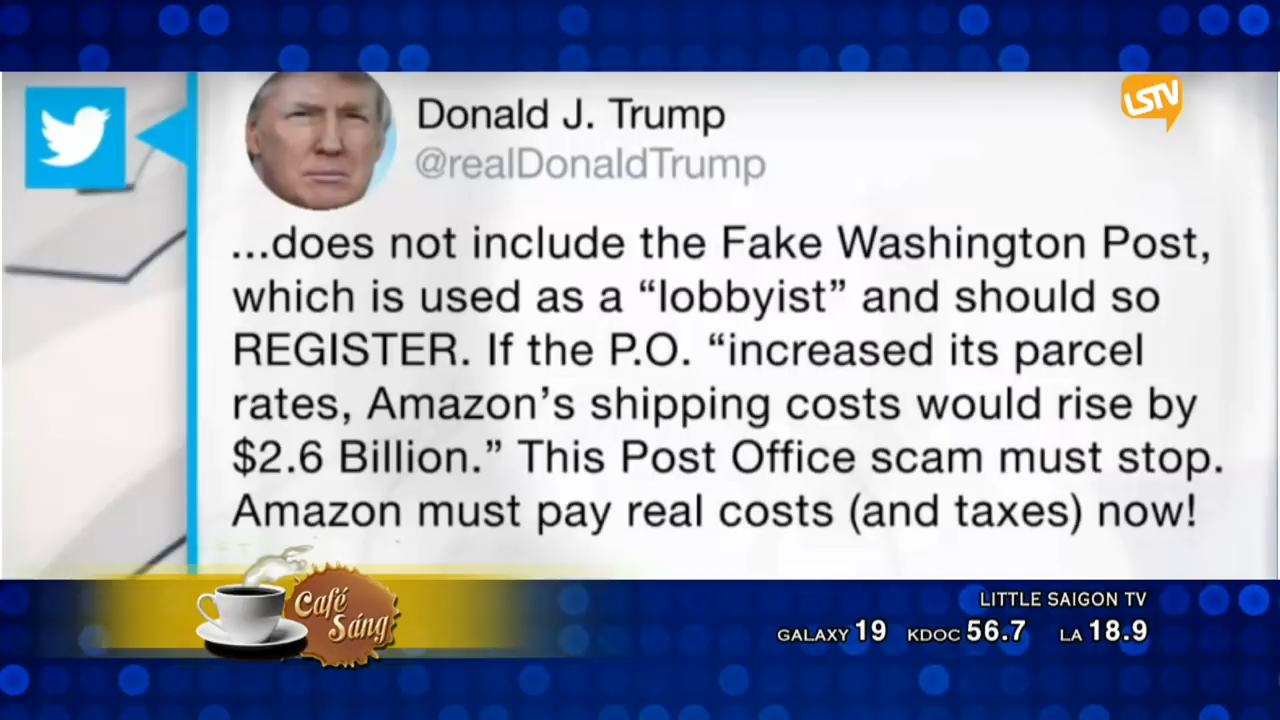 LSTV
Donald J. Trump
@realDonaldTrump
...does not include the Fake Washington Post,
which is used as a “lobbyist” and should so
REGISTER. If the P.O. “increased its parcel
rates, Amazon’s shipping costs would rise by
$2.6 Billion.” This Post Office scam must stop.
Amazon must pay real costs (and taxes) now!
Café
Sáng
LITTLE SAIGON TV
GALAXY 19 KDOC 56.7 LA 18.9